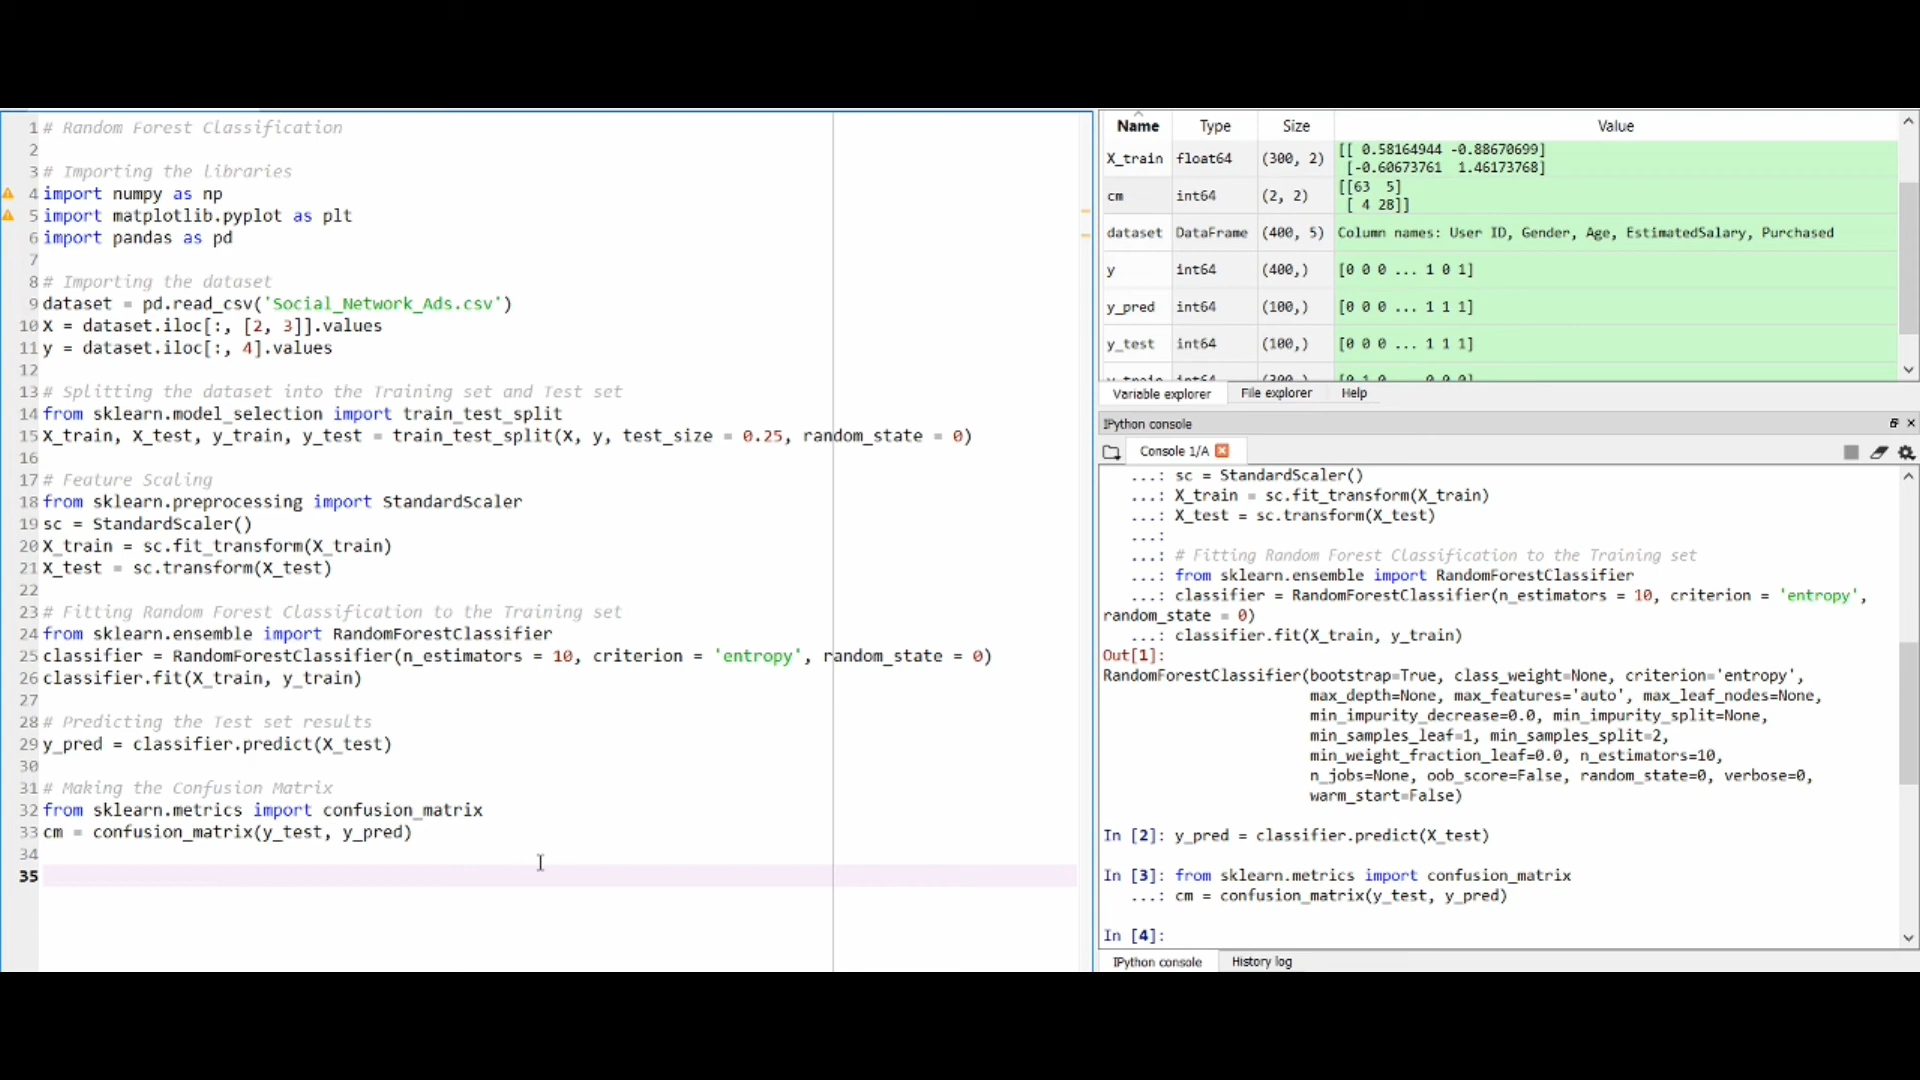 1 # Random Forest Classification
2
3 # Importing the libraries
4 import numpy as np
5 import matplotlib.pyplot as plt
6 import pandas as pd
7
8 # Importing the dataset
9 dataset = pd.read_csv('Social_Network_Ads.csv')
10 X = dataset.iloc[:, [2, 3]].values
11 y = dataset.iloc[:, 4].values
12
13 # Splitting the dataset into the Training set and Test set
14 from sklearn.model_selection import train_test_split
15 X_train, X_test, y_train, y_test = train_test_split(X, y, test_size = 0.25, random_state = 0)
16
17 # Feature Scaling
18 from sklearn.preprocessing import StandardScaler
19 sc = StandardScaler()
20 X_train = sc.fit_transform(X_train)
21 X_test = sc.transform(X_test)
22
23 # Fitting Random Forest Classification to the Training set
24 from sklearn.ensemble import RandomForestClassifier
25 classifier = RandomForestClassifier(n_estimators = 10, criterion = 'entropy', random_state = 0)
26 classifier.fit(X_train, y_train)
27
28 # Predicting the Test set results
29 y_pred = classifier.predict(X_test)
30
31 # Making the Confusion Matrix
32 from sklearn.metrics import confusion_matrix
33 cm = confusion_matrix(y_test, y_pred)
34
35
Name Type Size Value
X_train float64 (300, 2) [[ 0.58164944 -0.88670699]
[-0.60673761 1.46173768]
cm int64 (2, 2) [[63 5]
[ 4 28]]
dataset DataFrame (400, 5) Column names: User ID, Gender, Age, EstimatedSalary, Purchased
y int64 (400,) [0 0 0 ... 1 0 1]
y_pred int64 (100,) [0 0 0 ... 1 1 1]
y_test int64 (100,) [0 0 0 ... 1 1 1]
Variable explorer File explorer Help
IPython console
Console 1/A
...: sc = StandardScaler()
...: X_train = sc.fit_transform(X_train)
...: X_test = sc.transform(X_test)
...:
...: # Fitting Random Forest Classification to the Training set
...: from sklearn.ensemble import RandomForestClassifier
...: classifier = RandomForestClassifier(n_estimators = 10, criterion = 'entropy',
random_state = 0)
...: classifier.fit(X_train, y_train)
Out[1]:
RandomForestClassifier(bootstrap=True, class_weight=None, criterion='entropy',
max_depth=None, max_features='auto', max_leaf_nodes=None,
min_impurity_decrease=0.0, min_impurity_split=None,
min_samples_leaf=1, min_samples_split=2,
min_weight_fraction_leaf=0.0, n_estimators=10,
n_jobs=None, oob_score=False, random_state=0, verbose=0,
warm_start=False)
In [2]: y_pred = classifier.predict(X_test)
In [3]: from sklearn.metrics import confusion_matrix
...: cm = confusion_matrix(y_test, y_pred)
In [4]:
IPython console History log